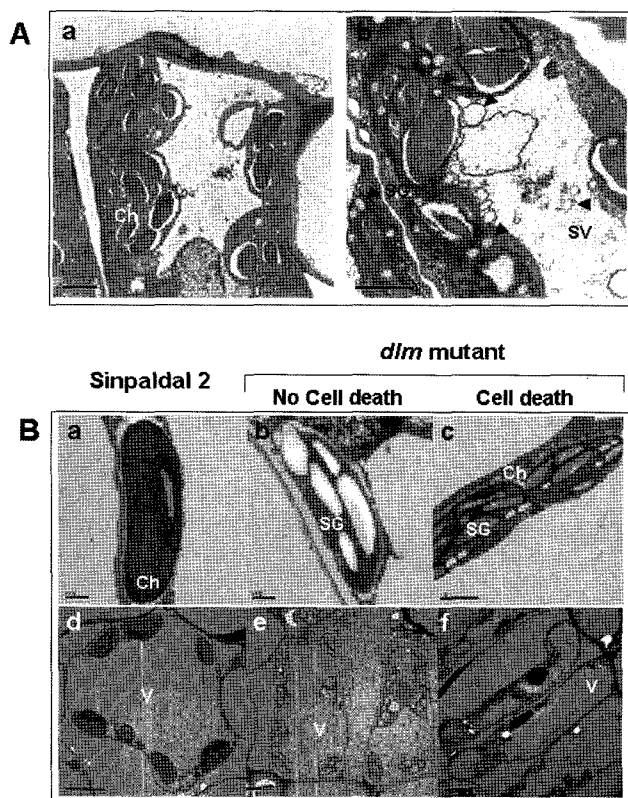 A
a
b
Ch
SV
dlm mutant
Sinpaldal 2
No Cell death
Cell death
B
a
b
c
Ch
SG
Ch
SG
d
e
f
V
V
V